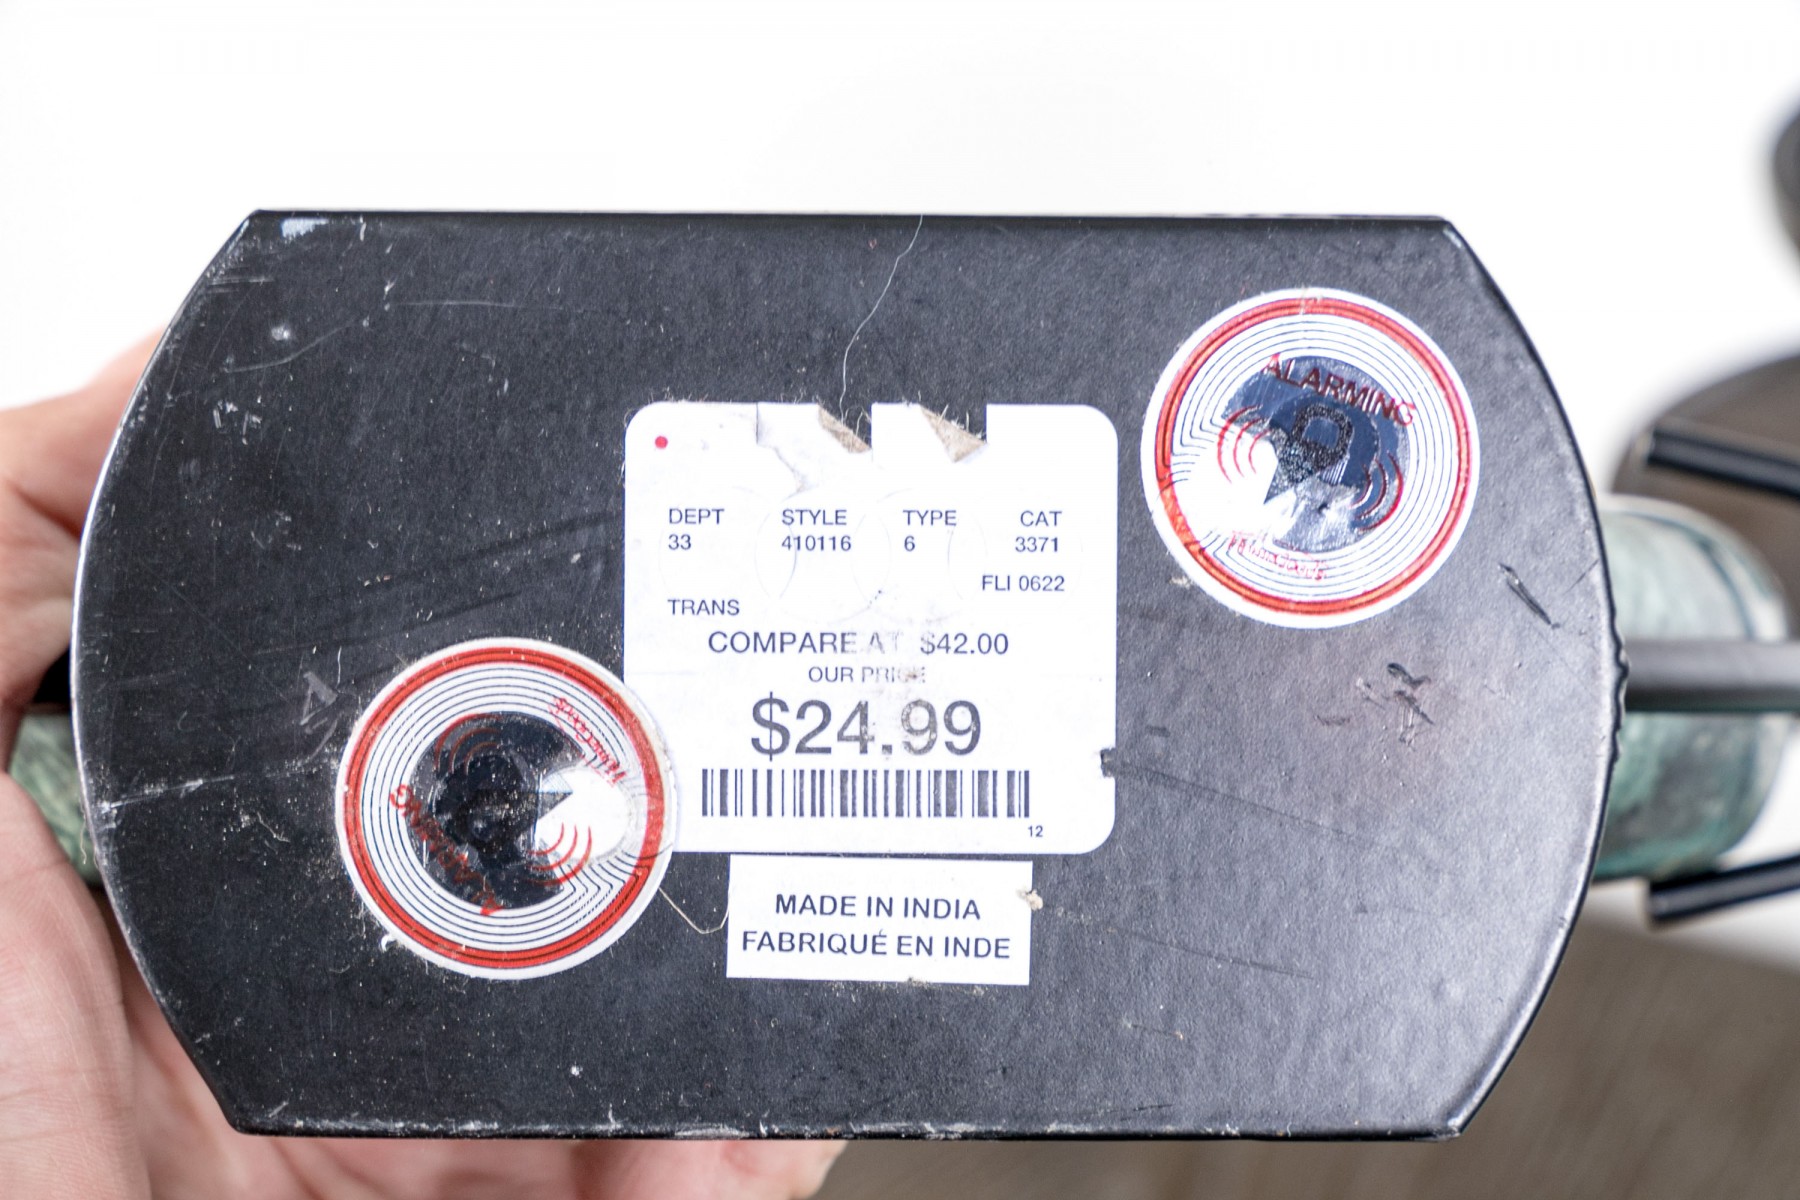 DEPT STYLE TYPE CAT
33 410116 6 3371
FLI 0622
TRANS
COMPARE AT $42.00
OUR PRICE
$24.99
12
MADE IN INDIA
FABRIQUÉ EN INDE
ALARMING
ALARMING